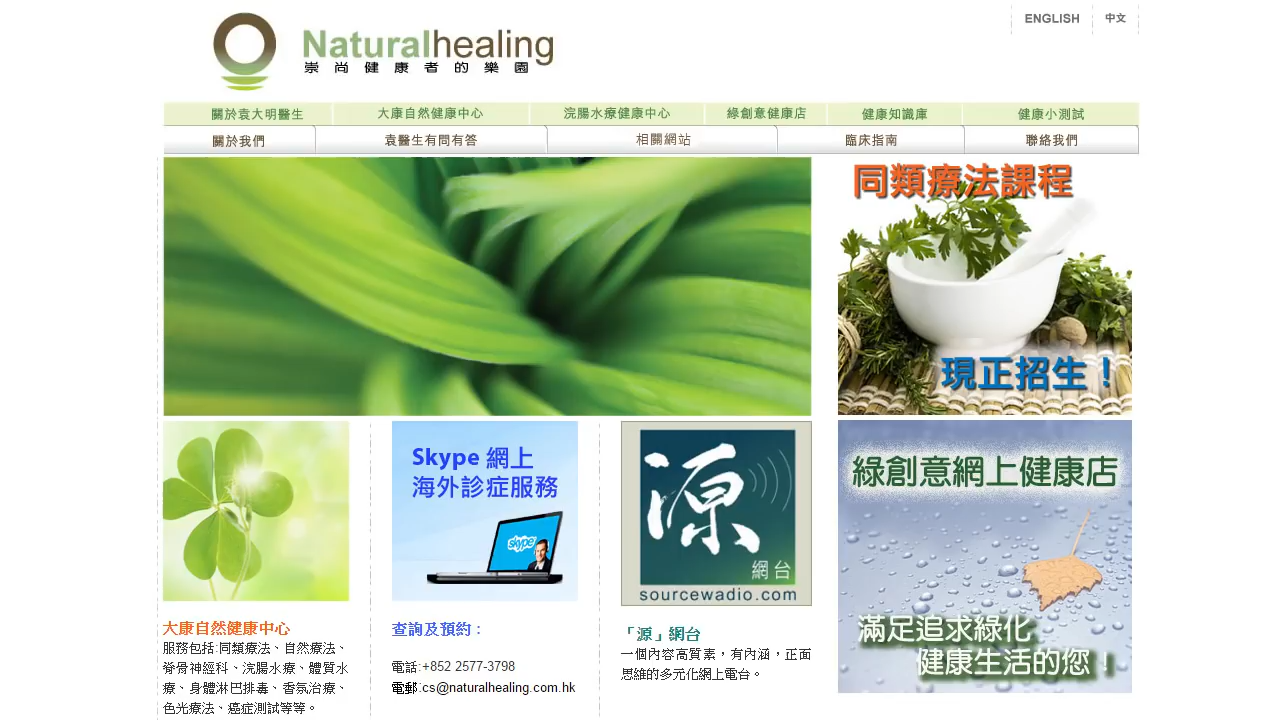 ENGLISH 中文
Naturalhealing
崇尚健康者的樂園
關於袁大明醫生 大康自然健康中心 浣腸水療健康中心 綠創意健康店 健康知識庫 健康小測試
關於我們 袁醫生有問有答 相關網站 臨床指南 聯絡我們
同類療法課程
現正招生！
Skype 網上
海外診症服務
skype
源
網台
sourcewadio.com
綠創意網上健康店
滿足追求綠化
健康生活的您！
大康自然健康中心
服務包括:同類療法、自然療法、
脊骨神經科、浣腸水療、體質水
療、身體淋巴排毒、香氛治療、
色光療法、癌症測試等等。
查詢及預約：
電話:+852 2577-3798
電郵:cs@naturalhealing.com.hk
「源」網台
一個內容高質素，有內涵，正面
思維的多元化網上電台。